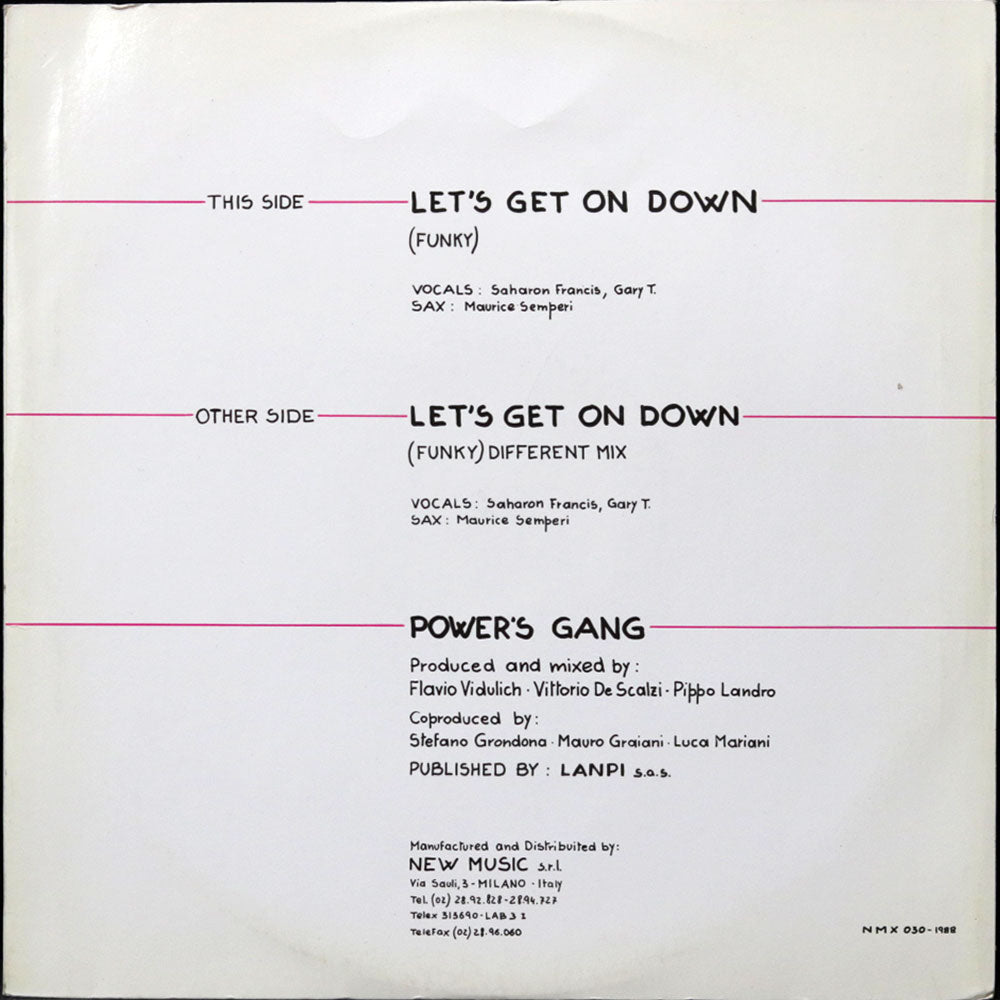 THIS SIDE LET'S GET ON DOWN
(FUNKY)
VOCALS : Saharon Francis, Gary T.
SAX : Maurice Semperi
OTHER SIDE LET'S GET ON DOWN
(FUNKY) DIFFERENT MIX
VOCALS : Saharon Francis, Gary T.
SAX : Maurice Semperi
POWER'S GANG
Produced and mixed by :
Flavio Vidulich · Vittorio De Scalzi · Pippo Landro
Coproduced by :
Stefano Grondona · Mauro Graiani · Luca Mariani
PUBLISHED BY : LANPI s.a.s.
Manufactured and Distribuited by:
NEW MUSIC s.r.l.
Via Sauli, 3 - MILANO · Italy
Tel. (02) 28.92.828 - 28.94.727
Telex 313690 - LAB 3 I
TeleFax (02) 28.96.060
NMX 030 - 1988